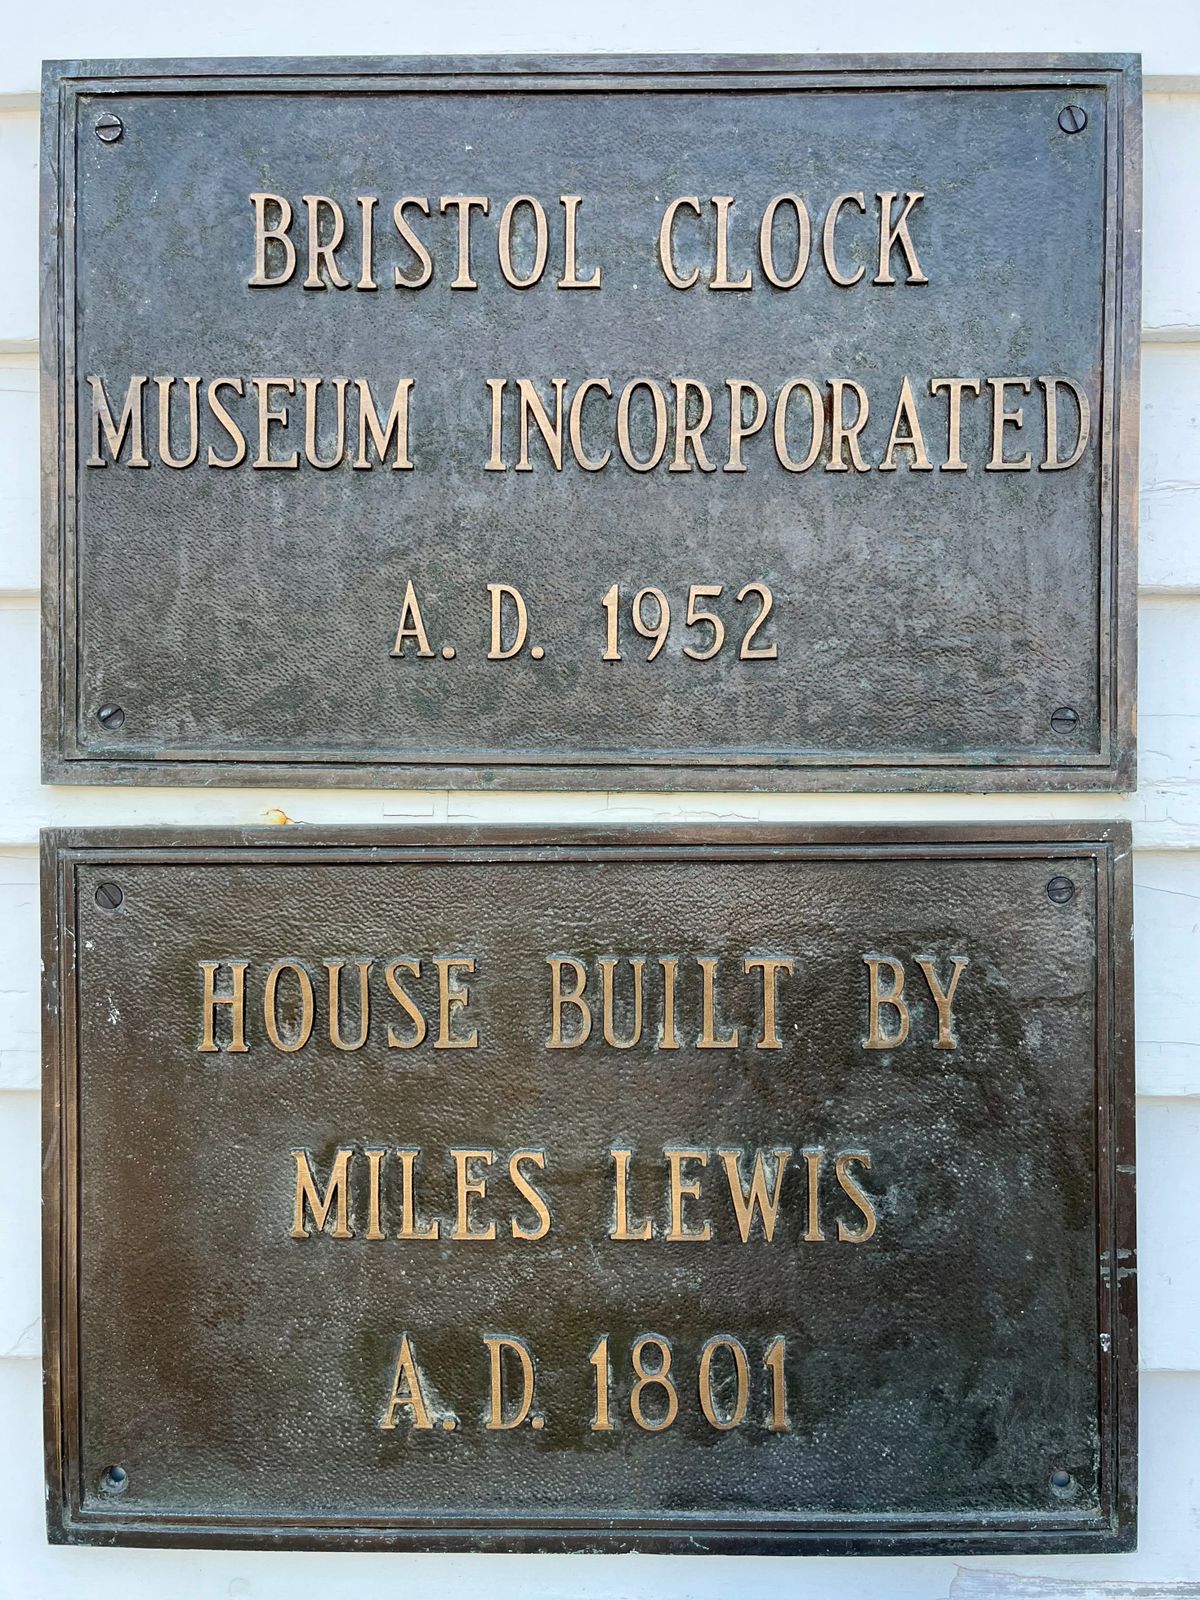 BRISTOL CLOCK
MUSEUM INCORPORATED
A. D. 1952
HOUSE BUILT BY
MILES LEWIS
A. D. 1801